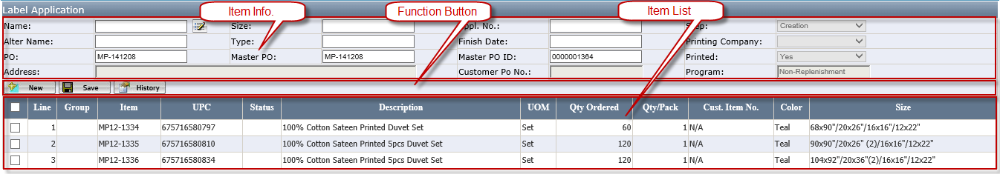 Label Application Item Info. Function Button Item List
Name: Size: ppl. No.: Step: Creation
Alter Name: Type: Finish Date: Printing Company:
PO: MP-141208 Master PO: MP-141208 Master PO ID: 0000001364 Printed: Yes
Address: Customer Po No.: Program: Non-Replenishment
New Save History
Line Group Item UPC Status Description UOM Qty Ordered Qty/Pack Cust. Item No. Color Size
1 MP12-1334 675716580797 100% Cotton Sateen Printed Duvet Set Set 60 1 N/A Teal 68x90"/20x26"/16x16"/12x22"
2 MP12-1335 675716580810 100% Cotton Sateen Printed 5pcs Duvet Set Set 120 1 N/A Teal 90x90"/20x26" (2)/16x16"/12x22"
3 MP12-1336 675716580834 100% Cotton Sateen Printed 5pcs Duvet Set Set 120 1 N/A Teal 104x92"/20x36"(2)/16x16"/12x22"